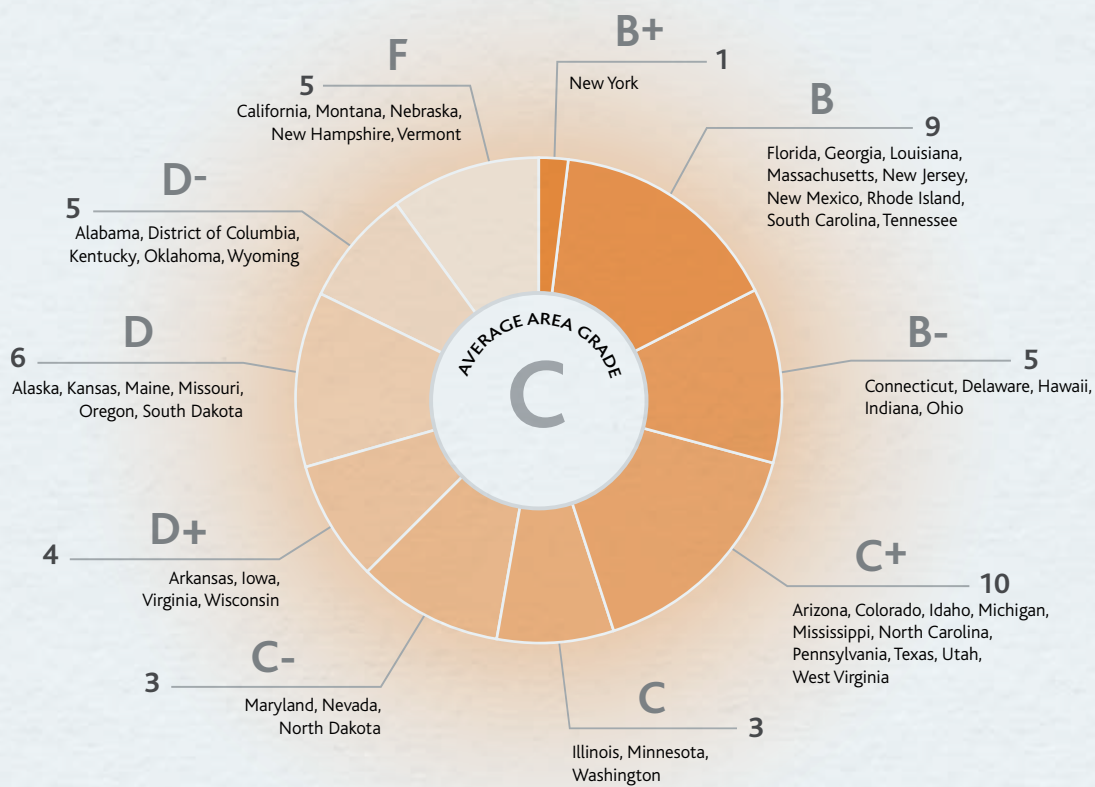 B+
1
New York
B
9
Florida, Georgia, Louisiana,
Massachusetts, New Jersey,
New Mexico, Rhode Island,
South Carolina, Tennessee
B-
5
Connecticut, Delaware, Hawaii,
Indiana, Ohio
C+
10
Arizona, Colorado, Idaho, Michigan,
Mississippi, North Carolina,
Pennsylvania, Texas, Utah,
West Virginia
C
3
Illinois, Minnesota,
Washington
C-
3
Maryland, Nevada,
North Dakota
D+
4
Arkansas, Iowa,
Virginia, Wisconsin
D
6
Alaska, Kansas, Maine, Missouri,
Oregon, South Dakota
D-
5
Alabama, District of Columbia,
Kentucky, Oklahoma, Wyoming
F
5
California, Montana, Nebraska,
New Hampshire, Vermont
AVERAGE AREA GRADE
C